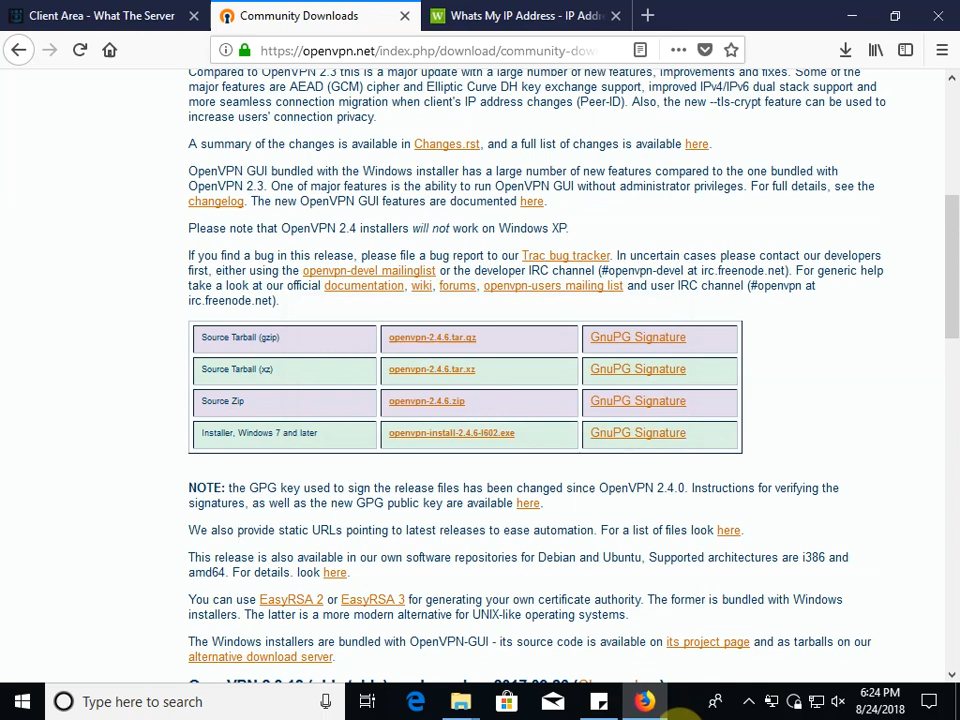 Client Area - What The Server
Community Downloads
Whats My IP Address - IP Addr
https://openvpn.net/index.php/download/community-dow
Compared to OpenVPN 2.3 this is a major update with a large number of new features, improvements and fixes. Some of the
major features are AEAD (GCM) cipher and Elliptic Curve DH key exchange support, improved IPv4/IPv6 dual stack support and
more seamless connection migration when client's IP address changes (Peer-ID). Also, the new --tls-crypt feature can be used to
increase users' connection privacy.
A summary of the changes is available in Changes.rst, and a full list of changes is available here.
OpenVPN GUI bundled with the Windows installer has a large number of new features compared to the one bundled with
OpenVPN 2.3. One of major features is the ability to run OpenVPN GUI without administrator privileges. For full details, see the
changelog. The new OpenVPN GUI features are documented here.
Please note that OpenVPN 2.4 installers will not work on Windows XP.
If you find a bug in this release, please file a bug report to our Trac bug tracker. In uncertain cases please contact our developers
first, either using the openvpn-devel mailinglist or the developer IRC channel (#openvpn-devel at irc.freenode.net). For generic help
take a look at our official documentation, wiki, forums, openvpn-users mailing list and user IRC channel (#openvpn at
irc.freenode.net).
Source Tarball (gzip) openvpn-2.4.6.tar.gz GnuPG Signature
Source Tarball (xz) openvpn-2.4.6.tar.xz GnuPG Signature
Source Zip openvpn-2.4.6.zip GnuPG Signature
Installer, Windows 7 and later openvpn-install-2.4.6-I602.exe GnuPG Signature
NOTE: the GPG key used to sign the release files has been changed since OpenVPN 2.4.0. Instructions for verifying the
signatures, as well as the new GPG public key are available here.
We also provide static URLs pointing to latest releases to ease automation. For a list of files look here.
This release is also available in our own software repositories for Debian and Ubuntu, Supported architectures are i386 and
amd64. For details. look here.
You can use EasyRSA 2 or EasyRSA 3 for generating your own certificate authority. The former is bundled with Windows
installers. The latter is a more modern alternative for UNIX-like operating systems.
The Windows installers are bundled with OpenVPN-GUI - its source code is available on its project page and as tarballs on our
alternative download server.
Type here to search
6:24 PM
8/24/2018